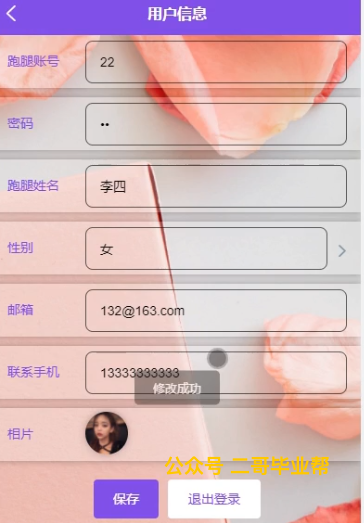 用户信息
跑腿账号 22
密码 ••
跑腿姓名 李四
性别 女
邮箱 132@163.com
联系手机 13333333333
修改成功
相片
公众号 二哥毕业帮
保存 退出登录